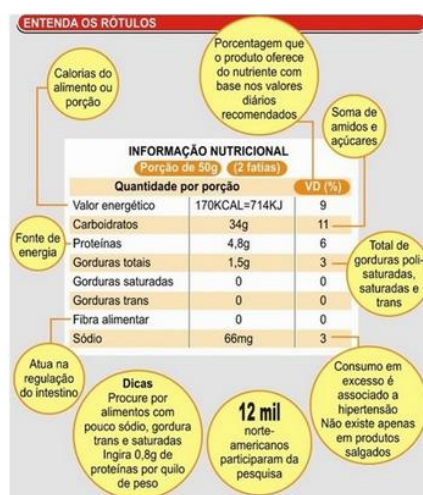 ENTENDA OS RÓTULOS
Calorias do
alimento ou
porção
Porcentagem que
o produto oferece
do nutriente com
base nos valores
diários
recomendados
Soma de
amidos e
açúcares
INFORMAÇÃO NUTRICIONAL
Porção de 50g (2 fatias)
Quantidade por porção VD (%)
Valor energético 170KCAL=714KJ 9
Carboidratos 34g 11
Proteínas 4,8g 6
Gorduras totais 1,5g 3
Gorduras saturadas 0 0
Gorduras trans 0 0
Fibra alimentar 0 0
Sódio 66mg 3
Fonte de
energia
Total de
gorduras poli-
saturadas,
saturadas e
trans
Atua na
regulação
do intestino
Dicas
Procure por
alimentos com
pouco sódio, gordura
trans e saturadas
Ingira 0,8g de
proteínas por quilo
de peso
12 mil
norte-
americanos
participaram da
pesquisa
Consumo em
excesso é
associado a
hipertensão
Não existe apenas
em produtos
salgados